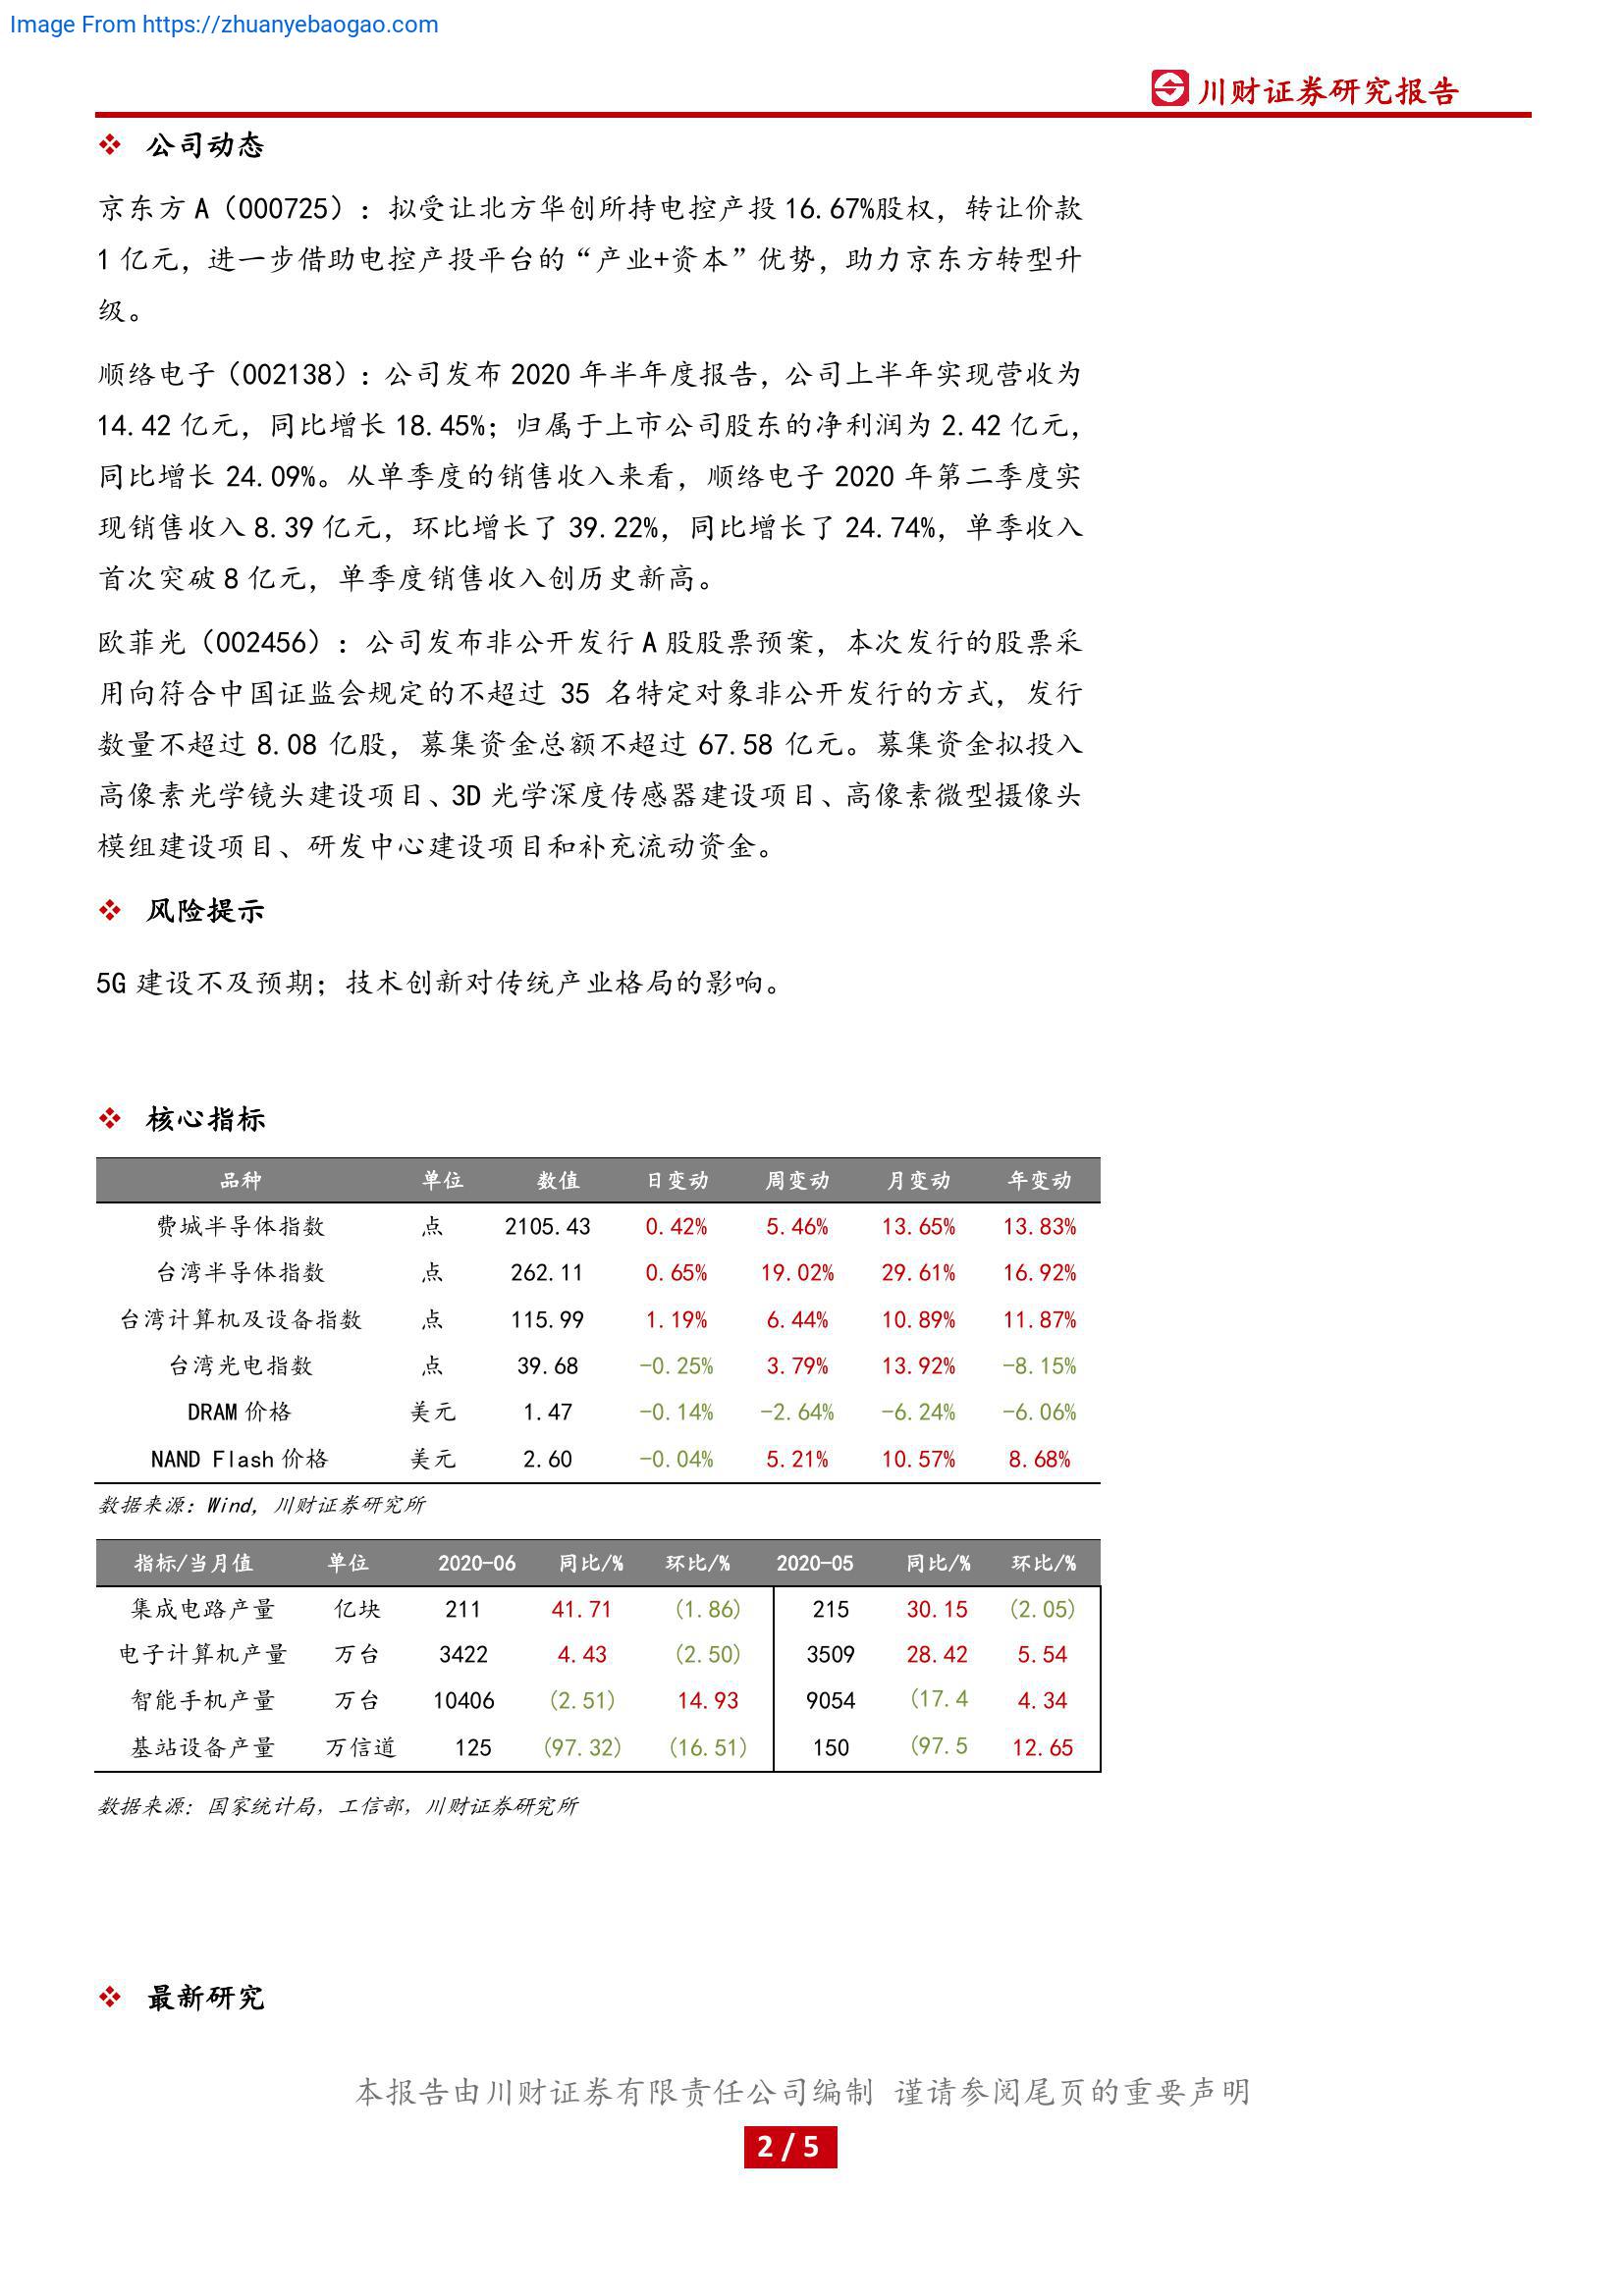 Image From https://zhuanyebaogao.com
川财证券研究报告
❖ 公司动态
京东方 A（000725）：拟受让北方华创所持电控产投 16.67%股权，转让价款
1 亿元，进一步借助电控产投平台的“产业+资本”优势，助力京东方转型升
级。
顺络电子（002138）：公司发布 2020 年半年度报告，公司上半年实现营收为
14.42 亿元，同比增长 18.45%；归属于上市公司股东的净利润为 2.42 亿元，
同比增长 24.09%。从单季度的销售收入来看，顺络电子 2020 年第二季度实
现销售收入 8.39 亿元，环比增长了 39.22%，同比增长了 24.74%，单季收入
首次突破 8 亿元，单季度销售收入创历史新高。
欧菲光（002456）：公司发布非公开发行 A 股股票预案，本次发行的股票采
用向符合中国证监会规定的不超过 35 名特定对象非公开发行的方式，发行
数量不超过 8.08 亿股，募集资金总额不超过 67.58 亿元。募集资金拟投入
高像素光学镜头建设项目、3D 光学深度传感器建设项目、高像素微型摄像头
模组建设项目、研发中心建设项目和补充流动资金。
❖ 风险提示
5G 建设不及预期；技术创新对传统产业格局的影响。
❖ 核心指标
品种 单位 数值 日变动 周变动 月变动 年变动
费城半导体指数 点 2105.43 0.42% 5.46% 13.65% 13.83%
台湾半导体指数 点 262.11 0.65% 19.02% 29.61% 16.92%
台湾计算机及设备指数 点 115.99 1.19% 6.44% 10.89% 11.87%
台湾光电指数 点 39.68 -0.25% 3.79% 13.92% -8.15%
DRAM 价格 美元 1.47 -0.14% -2.64% -6.24% -6.06%
NAND Flash 价格 美元 2.60 -0.04% 5.21% 10.57% 8.68%
数据来源：Wind，川财证券研究所
指标/当月值 单位 2020-06 同比/% 环比/% 2020-05 同比/% 环比/%
集成电路产量 亿块 211 41.71 (1.86) 215 30.15 (2.05)
电子计算机产量 万台 3422 4.43 (2.50) 3509 28.42 5.54
智能手机产量 万台 10406 (2.51) 14.93 9054 (17.4 4.34
基站设备产量 万信道 125 (97.32) (16.51) 150 (97.5 12.65
数据来源：国家统计局，工信部，川财证券研究所
❖ 最新研究
本报告由川财证券有限责任公司编制 谨请参阅尾页的重要声明
2 / 5